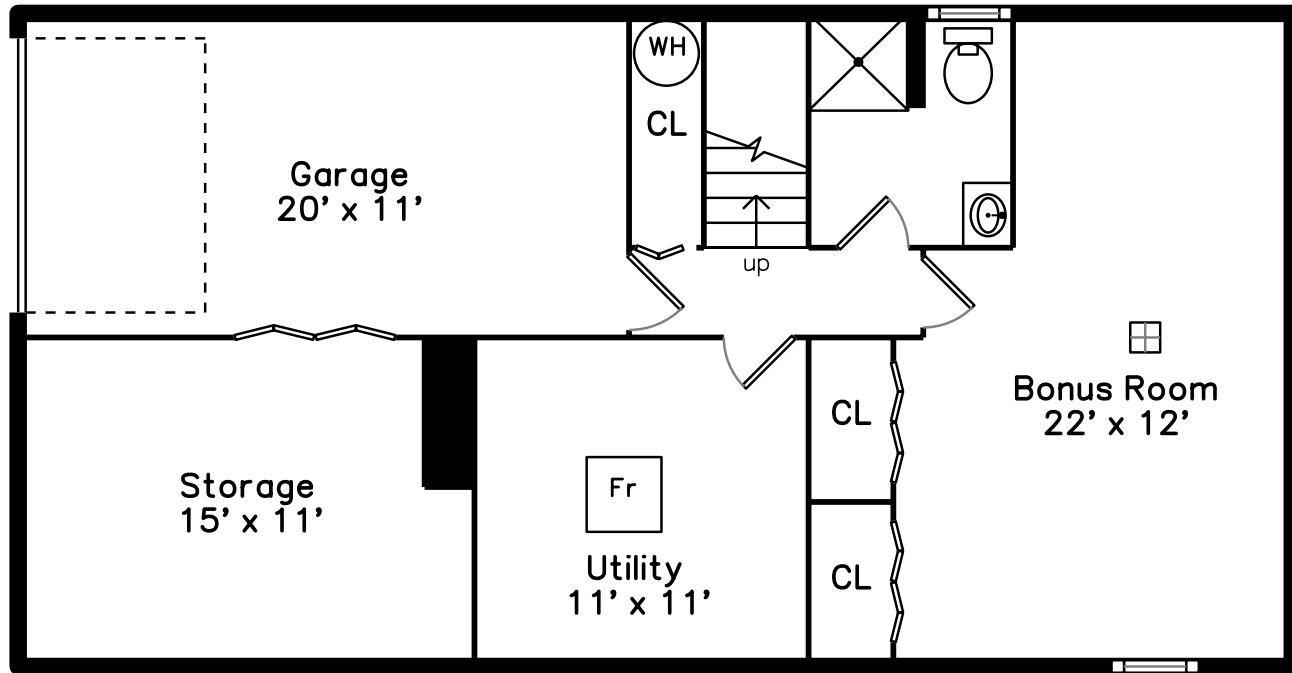 WH
CL
Garage
20' x 11'
up
Bonus Room
22' x 12'
CL
Storage
15' x 11'
Fr
Utility
11' x 11'
CL